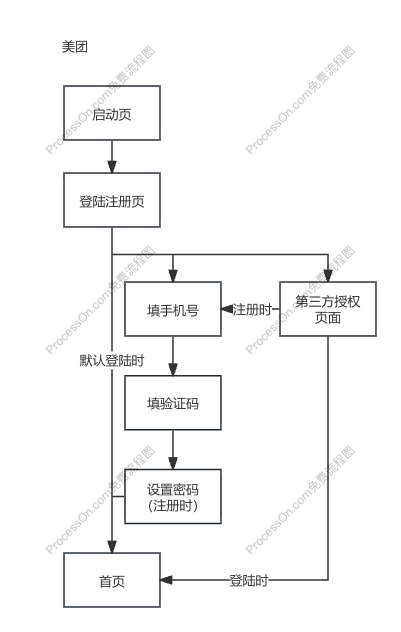 美团
启动页
登陆注册页
填手机号
注册时
第三方授权
页面
默认登陆时
填验证码
设置密码
(注册时)
首页
登陆时
ProcessOn.com免费流程图
ProcessOn.com免费流程图
ProcessOn.com免费流程图
ProcessOn.com免费流程图
ProcessOn.com免费流程图
ProcessOn.com免费流程图